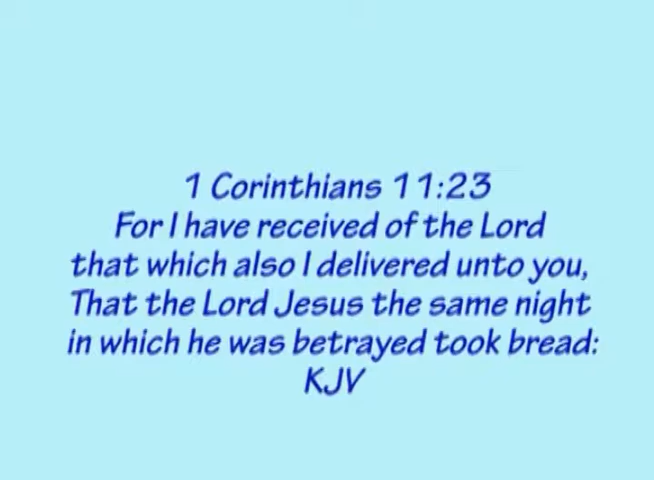 1 Corinthians 11:23
For I have received of the Lord
that which also I delivered unto you,
That the Lord Jesus the same night
in which he was betrayed took bread:
KJV